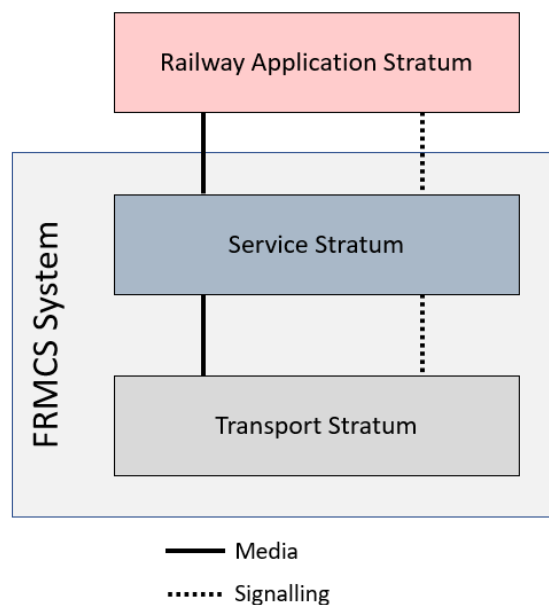 Railway Application Stratum
FRMCS System
Service Stratum
Transport Stratum
Media
Signalling